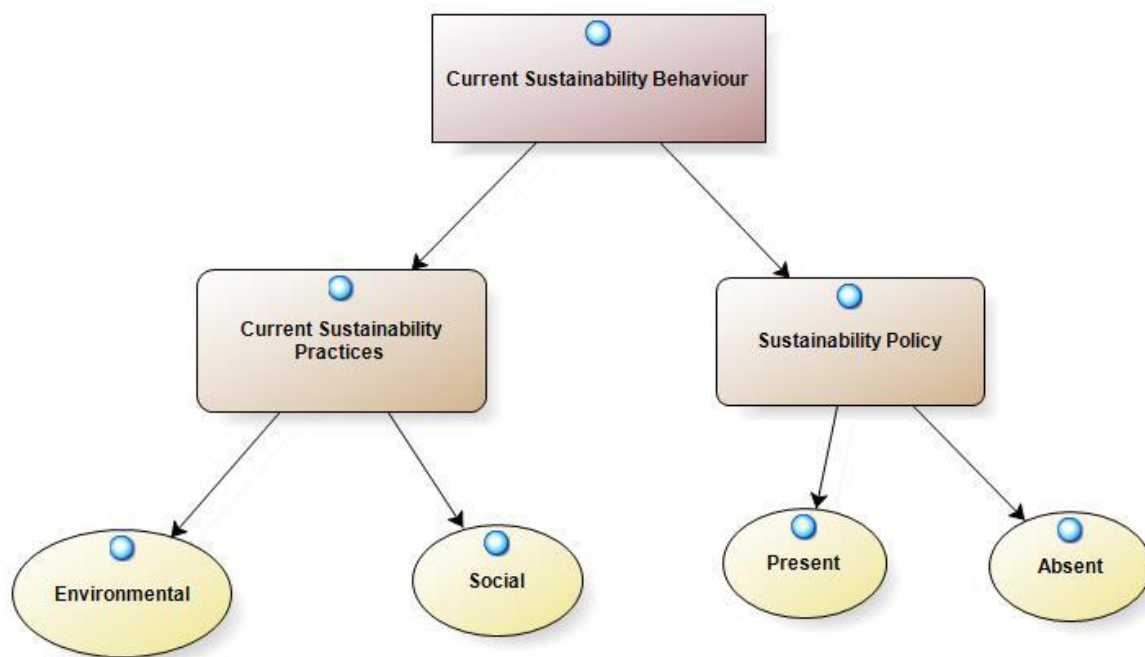 Current Sustainability Behaviour
Current Sustainability
Practices
Sustainability Policy
Environmental
Social
Present
Absent